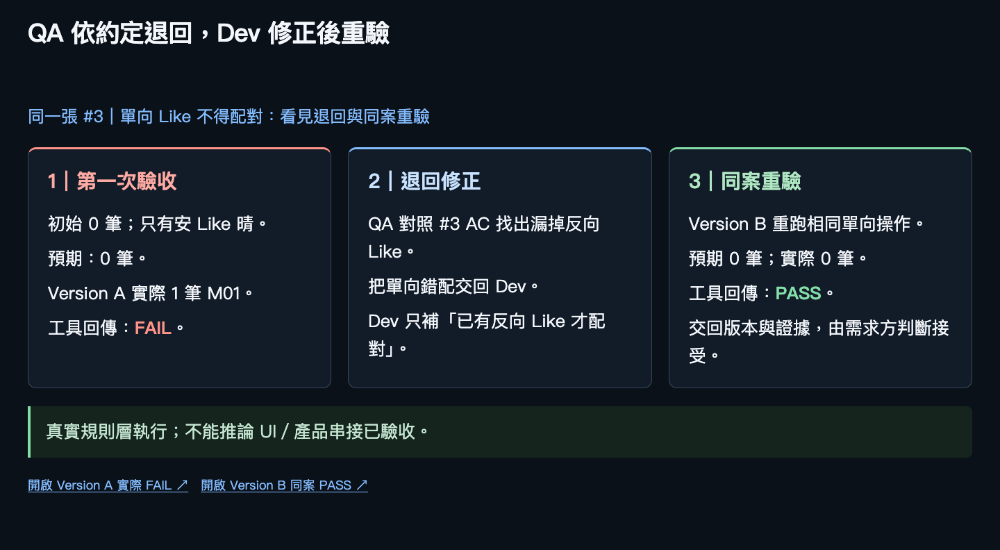 QA 依約定退回，Dev 修正後重驗
同一張 #3｜單向 Like 不得配對：看見退回與同案重驗
1｜第一次驗收
初始 0 筆；只有安 Like 晴。
預期：0 筆。
Version A 實際 1 筆 M01。
工具回傳：FAIL。
2｜退回修正
QA 對照 #3 AC 找出漏掉反向
Like。
把單向錯配交回 Dev。
Dev 只補「已有反向 Like 才配
對」。
3｜同案重驗
Version B 重跑相同單向操作。
預期 0 筆；實際 0 筆。
工具回傳：PASS。
交回版本與證據，由需求方判斷接
受。
真實規則層執行；不能推論 UI / 產品串接已驗收。
開啟 Version A 實際 FAIL ↗ 開啟 Version B 同案 PASS ↗